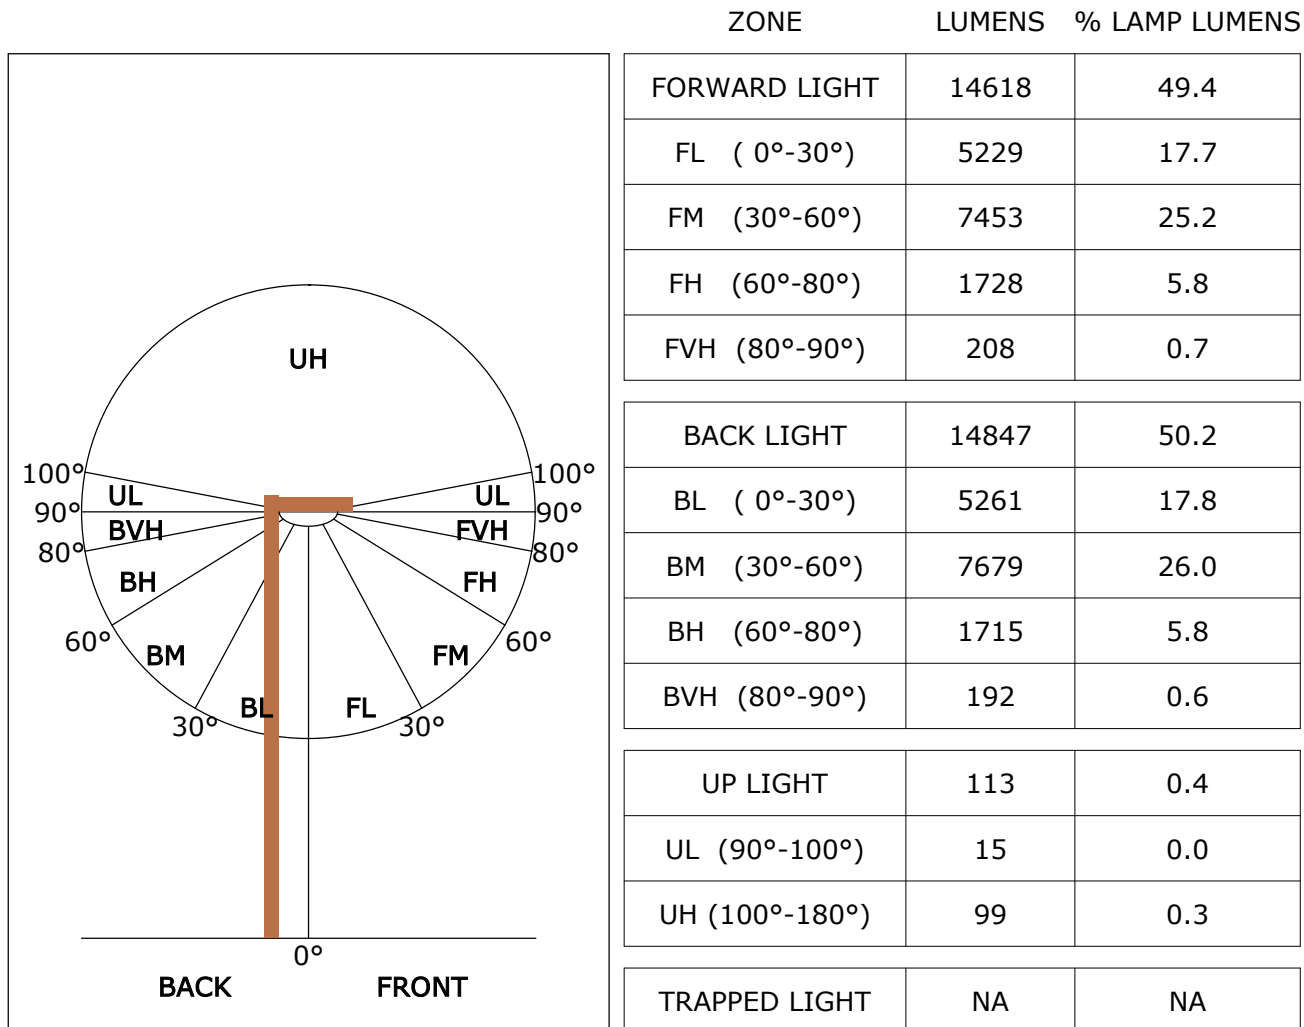 ZONE LUMENS % LAMP LUMENS
FORWARD LIGHT 14618 49.4
FL ( 0°-30°) 5229 17.7
FM (30°-60°) 7453 25.2
FH (60°-80°) 1728 5.8
FVH (80°-90°) 208 0.7
BACK LIGHT 14847 50.2
BL ( 0°-30°) 5261 17.8
BM (30°-60°) 7679 26.0
BH (60°-80°) 1715 5.8
BVH (80°-90°) 192 0.6
UP LIGHT 113 0.4
UL (90°-100°) 15 0.0
UH (100°-180°) 99 0.3
TRAPPED LIGHT NA NA
UH
100° 100°
UL UL
90° 90°
BVH FVH
80° 80°
BH FH
60° 60°
BM FM
BL FL
30° 30°
0°
BACK FRONT